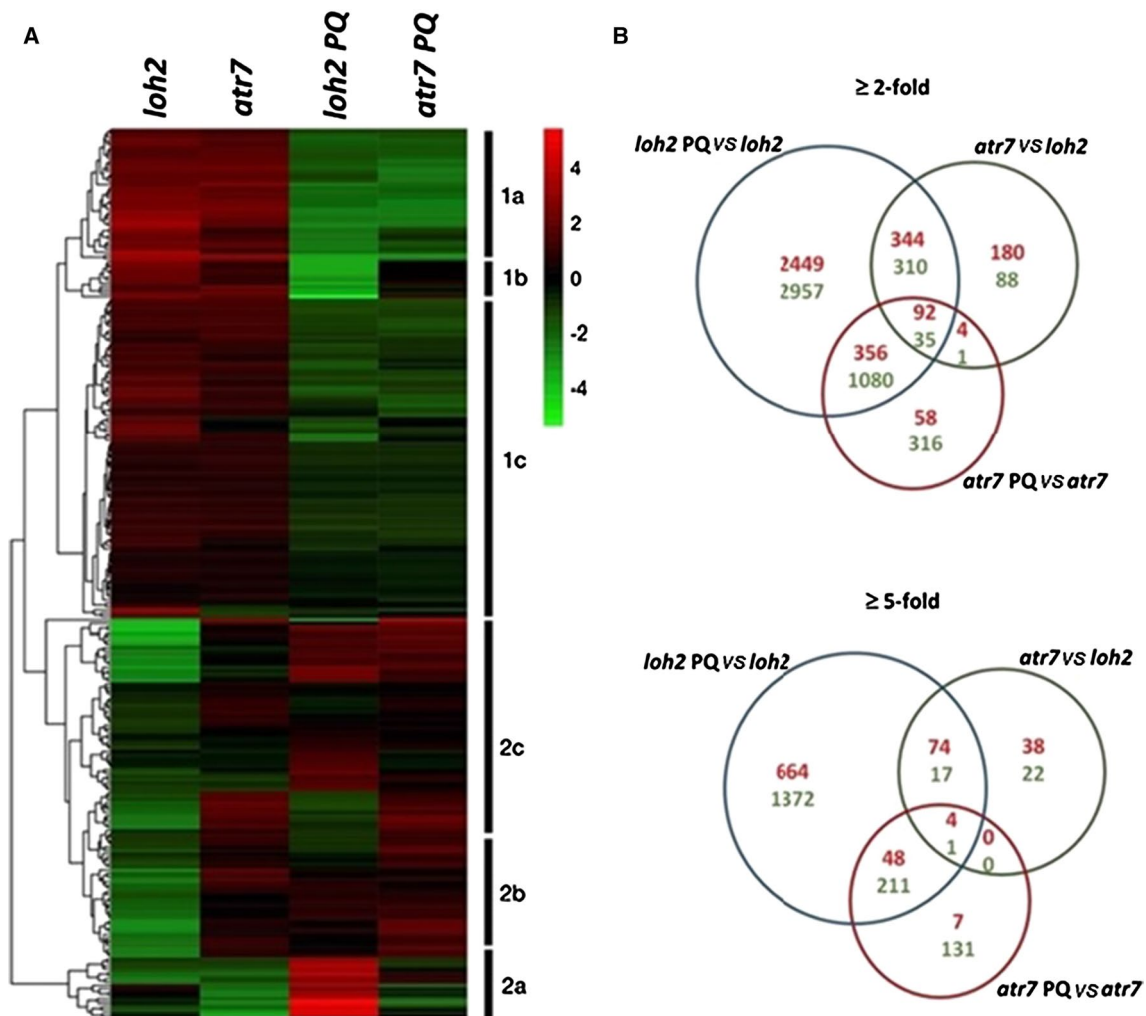 A
loh2
atr7
loh2 PQ
atr7 PQ
1a
1b
1c
2c
2b
2a
4
2
0
-2
-4
B
≥ 2-fold
loh2 PQ vs loh2
atr7 vs loh2
2449
2957
344
310
180
88
92
35
4
1
356
1080
58
316
atr7 PQ vs atr7
≥ 5-fold
loh2 PQ vs loh2
atr7 vs loh2
664
1372
74
17
38
22
4
1
0
0
48
211
7
131
atr7 PQ vs atr7